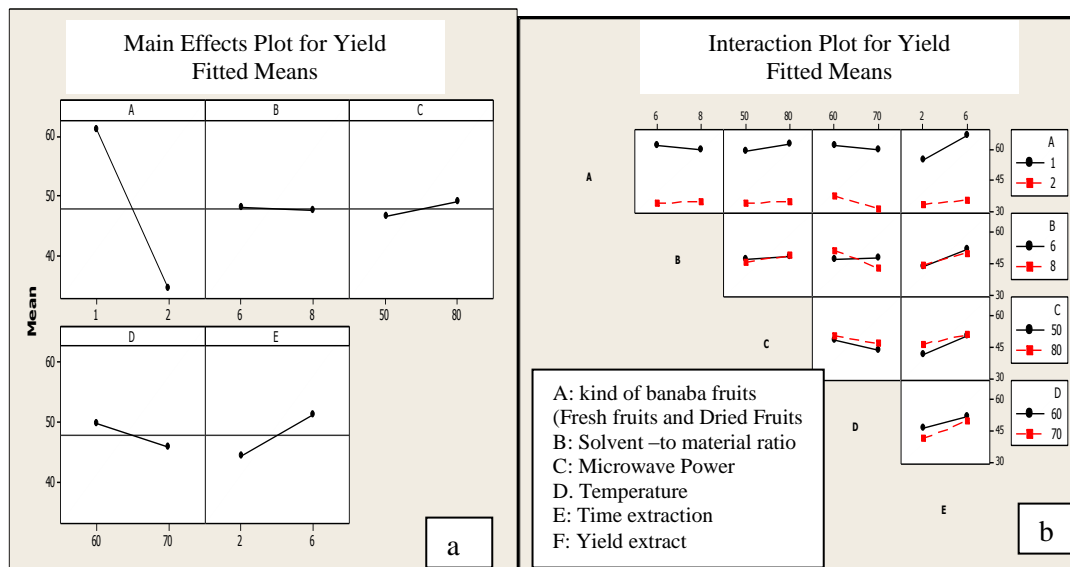 Main Effects Plot for Yield
Fitted Means
A B C
60
50
40
1 2 6 8 50 80
D E
60
50
40
60 70 2 6
Mean
a
Interaction Plot for Yield
Fitted Means
6 8 50 80 60 70 2 6
A
60
45
30
A
1
2
B
60
45
30
B
6
8
C
60
45
30
C
50
80
D
60
45
30
D
60
70
E
A: kind of banaba fruits
(Fresh fruits and Dried Fruits
B: Solvent –to material ratio
C: Microwave Power
D. Temperature
E: Time extraction
F: Yield extract
b